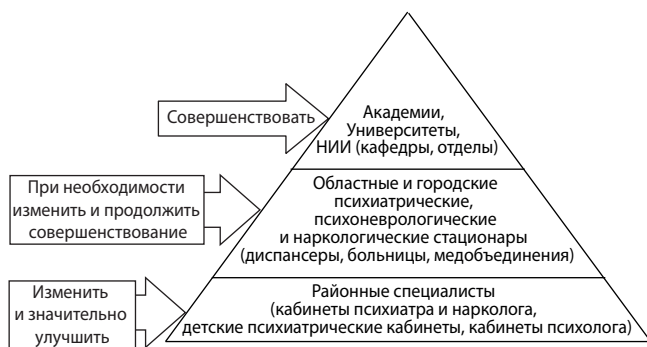 Совершенствовать
Академии,
Университеты,
НИИ (кафедры, отделы)
При необходимости
изменить и продолжить
совершенствование
Областные и городские
психиатрические,
психоневрологические
и наркологические стационары
(диспансеры, больницы, медобъединения)
Изменить
и значительно
улучшить
Районные специалисты
(кабинеты психиатра и нарколога,
детские психиатрические кабинеты, кабинеты психолога)